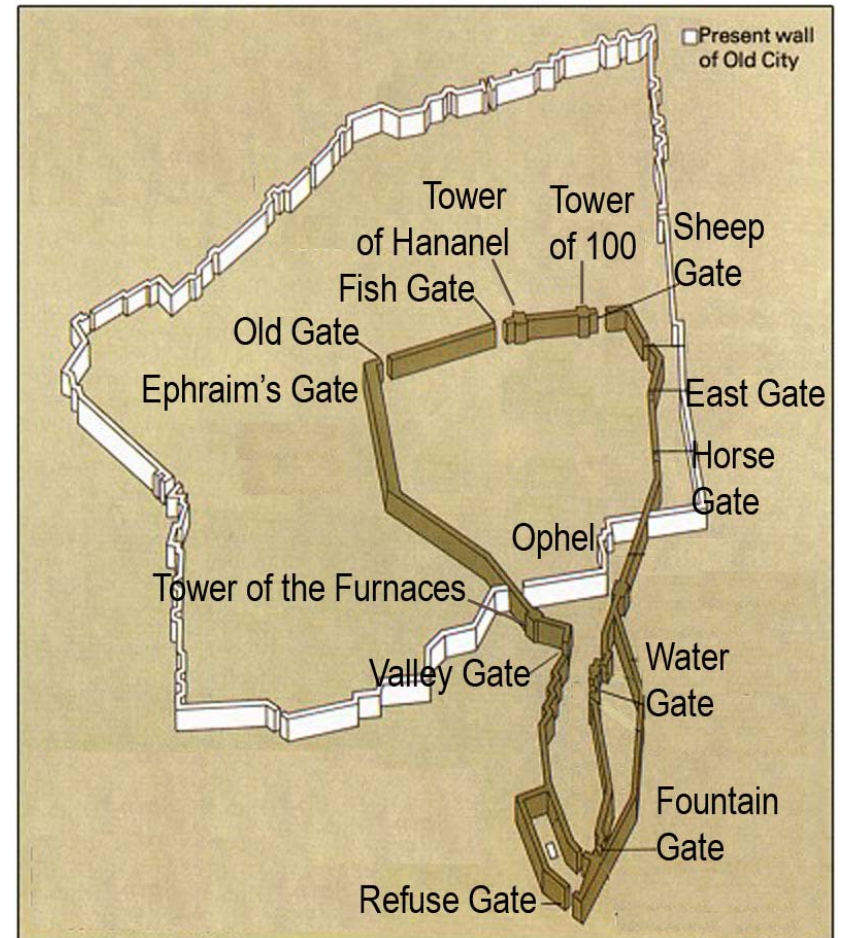 Present wall
of Old City
Tower
of Hananel
Tower
of 100
Sheep
Gate
Fish Gate
Old Gate
Ephraim's Gate
East Gate
Horse
Gate
Ophel
Tower of the Furnaces
Valley Gate
Water
Gate
Fountain
Gate
Refuse Gate